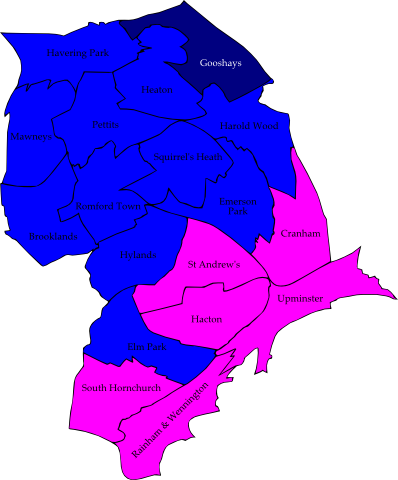 Havering Park
Gooshays
Heaton
Mawneys
Pettits
Harold Wood
Squirrel's Heath
Romford Town
Emerson
Park
Brooklands
Cranham
Hylands
St Andrew's
Upminster
Hacton
Elm Park
South Hornchurch
Rainham & Wennington